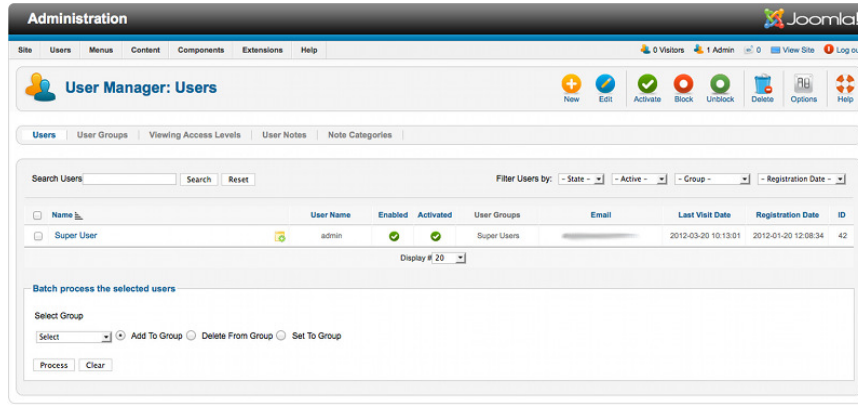 Administration Joomla!
Site Users Menus Content Components Extensions Help 0 Visitors 1 Admin 0 View Site Log ou
User Manager: Users New Edit Activate Block Unblock Delete Options Help
Users User Groups Viewing Access Levels User Notes Note Categories
Search Users Search Reset Filter Users by: - State - - Active - - Group - - Registration Date -
Name User Name Enabled Activated User Groups Email Last Visit Date Registration Date ID
Super User admin Super Users 2012-03-20 10:13:01 2012-01-20 12:08:34 42
Display # 20
Batch process the selected users
Select Group
Select Add To Group Delete From Group Set To Group
Process Clear